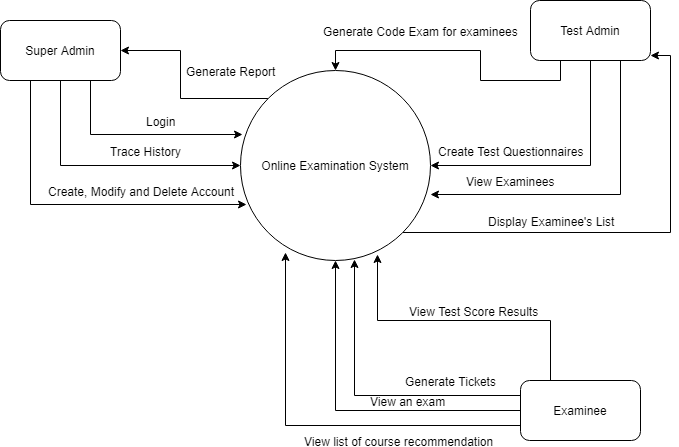 Generate Code Exam for examinees
Test Admin
Super Admin
Generate Report
Login
Trace History
Online Examination System
Create Test Questionnaires
View Examinees
Create, Modify and Delete Account
Display Examinee's List
View Test Score Results
Generate Tickets
View an exam
Examinee
View list of course recommendation